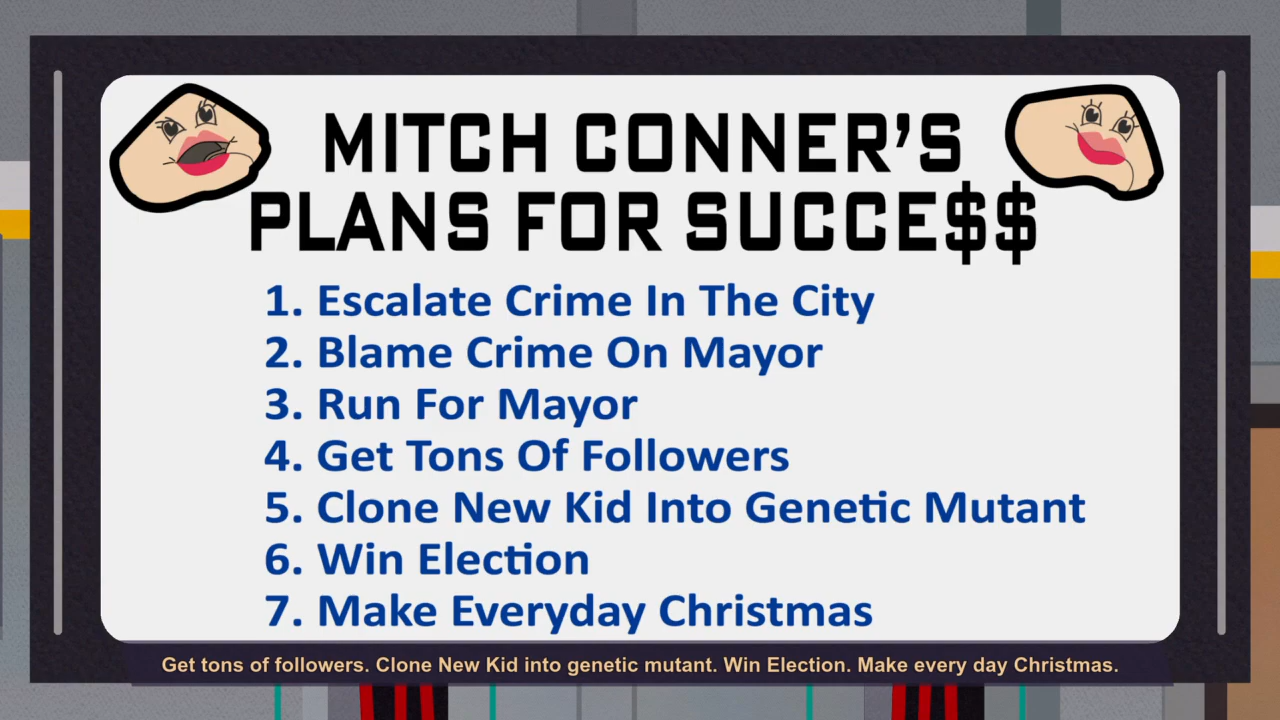 MITCH CONNER'S
PLANS FOR SUCCE$$
1. Escalate Crime In The City
2. Blame Crime On Mayor
3. Run For Mayor
4. Get Tons Of Followers
5. Clone New Kid Into Genetic Mutant
6. Win Election
7. Make Everyday Christmas
Get tons of followers. Clone New Kid into genetic mutant. Win Election. Make every day Christmas.